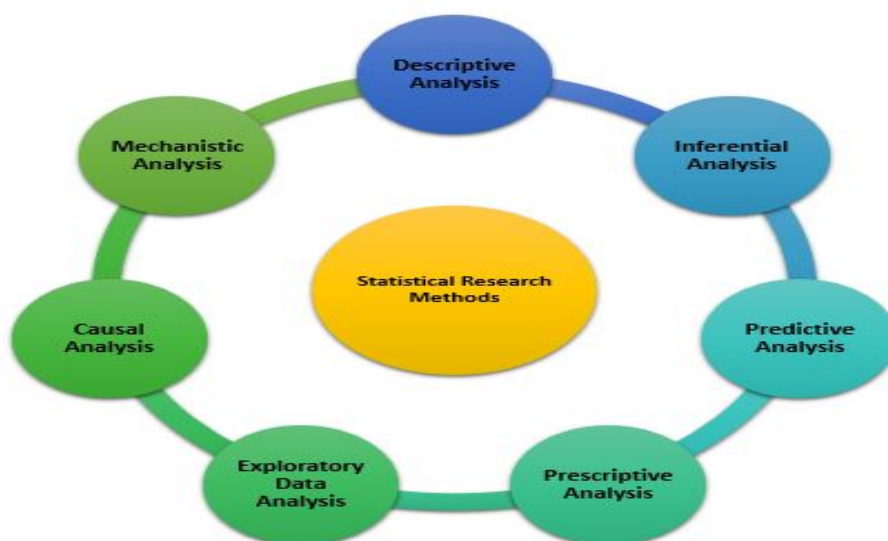 Descriptive
Analysis
Inferential
Analysis
Predictive
Analysis
Prescriptive
Analysis
Exploratory
Data
Analysis
Causal
Analysis
Mechanistic
Analysis
Statistical Research
Methods